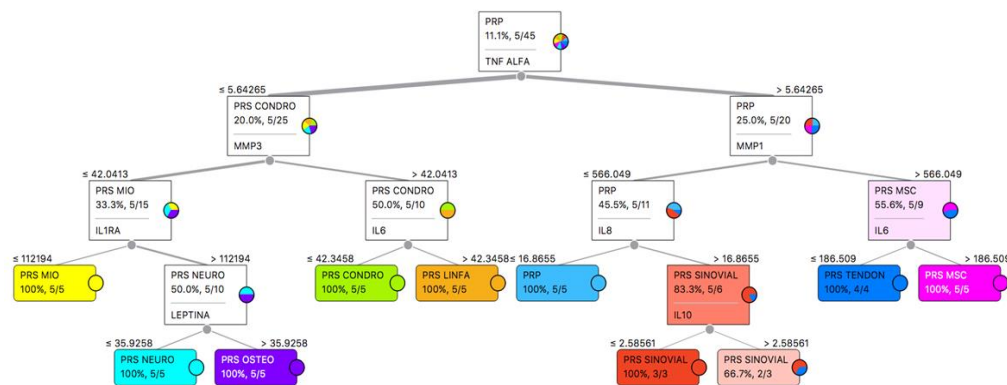 PRP
11.1%, 5/45
TNF ALFA
≤ 5.64265
> 5.64265
PRS CONDRO
20.0%, 5/25
MMP3
PRP
25.0%, 5/20
MMP1
≤ 42.0413
> 42.0413
≤ 566.049
> 566.049
PRS MIO
33.3%, 5/15
IL1RA
PRS CONDRO
50.0%, 5/10
IL6
PRP
45.5%, 5/11
IL8
PRS MSC
55.6%, 5/9
IL6
≤ 112194
> 112194
≤ 42.3458
> 42.3458
≤ 16.8655
> 16.8655
≤ 186.509
> 186.509
PRS MIO
100%, 5/5
PRS NEURO
50.0%, 5/10
LEPTINA
PRS CONDRO
100%, 5/5
PRS LINFA
100%, 5/5
PRP
100%, 5/5
PRS SINOVIAL
83.3%, 5/6
IL10
PRS TENDON
100%, 4/4
PRS MSC
100%, 5/5
≤ 35.9258
> 35.9258
≤ 2.58561
> 2.58561
PRS NEURO
100%, 5/5
PRS OSTEO
100%, 5/5
PRS SINOVIAL
100%, 3/3
PRS SINOVIAL
66.7%, 2/3